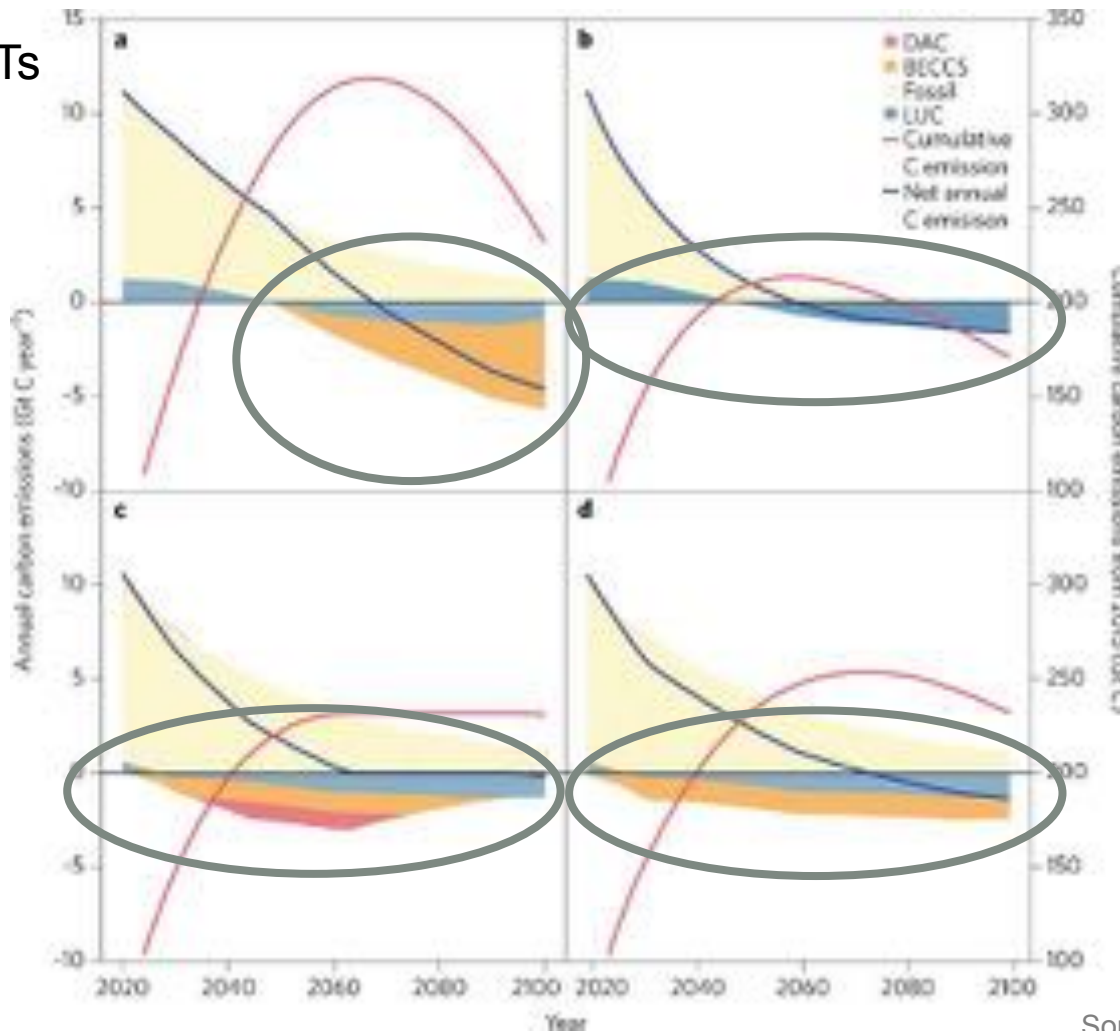 Ts
15
a
b
350
DAC
BECCS
Fossil
LUC
Cumulative
C emission
Net annual
C emisison
10
300
5
250
0
200
-5
150
-10
100
c
d
10
300
5
250
200
-5
150
-10
100
2020
2040
2060
2080
2100
2020
2040
2060
2080
2100
Year
Annual carbon emissions (Gt C year⁻¹)
Sou